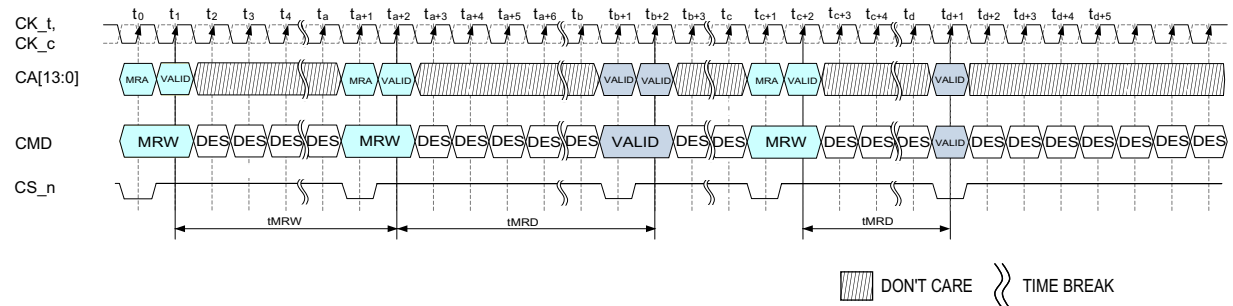 CK_t, t0 t1 t2 t3 t4 ta ta+1 ta+2 ta+3 ta+4 ta+5 ta+6 tb tb+1 tb+2 tb+3 tc tc+1 tc+2 tc+3 tc+4 td td+1 td+2 td+3 td+4 td+5
CK_c
CA[13:0] MRA VALID MRA VALID VALID VALID MRA VALID VALID
CMD MRW DES DES DES DES MRW DES DES DES DES DES VALID DES DES MRW DES DES DES VALID DES DES DES DES DES DES DES
CS_n
tMRW tMRD tMRD
DON'T CARE TIME BREAK